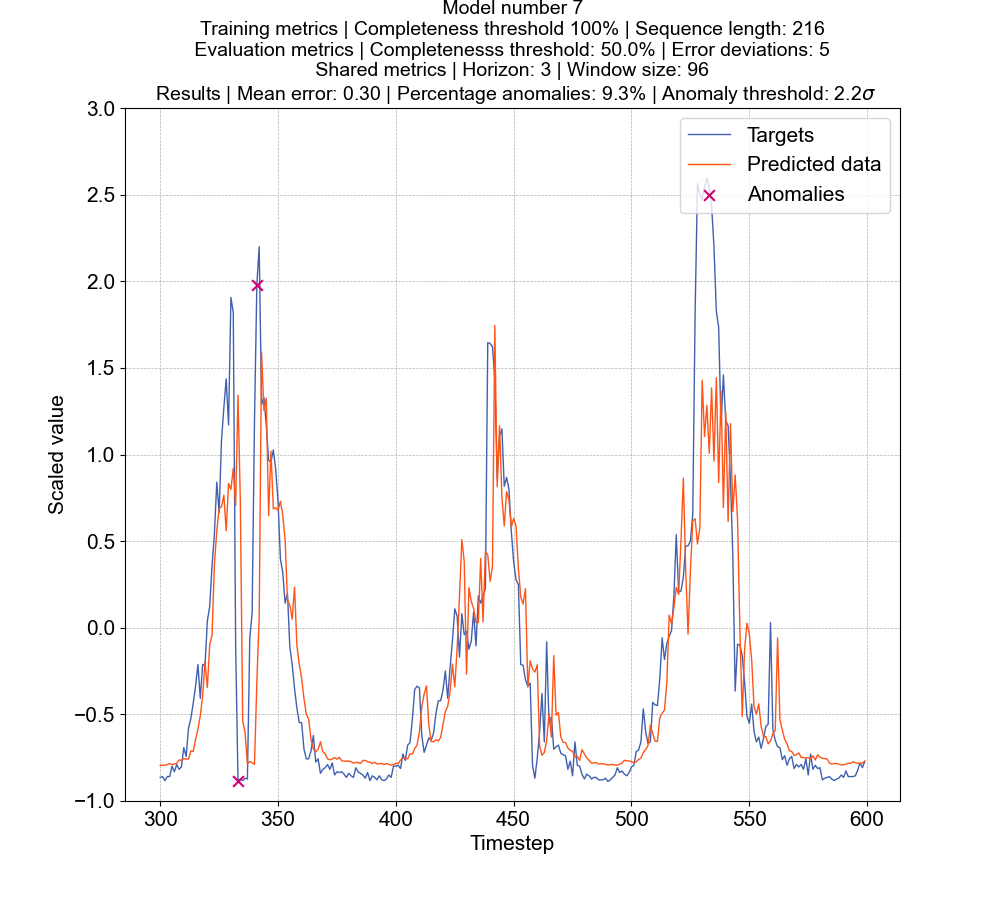 Model number 7
Training metrics | Completeness threshold 100% | Sequence length: 216
Evaluation metrics | Completenesss threshold: 50.0% | Error deviations: 5
Shared metrics | Horizon: 3 | Window size: 96
Results | Mean error: 0.30 | Percentage anomalies: 9.3% | Anomaly threshold: 2.2σ
Targets
Predicted data
Anomalies
3.0
2.5
2.0
1.5
1.0
0.5
0.0
−0.5
−1.0
Scaled value
300
350
400
450
500
550
600
Timestep